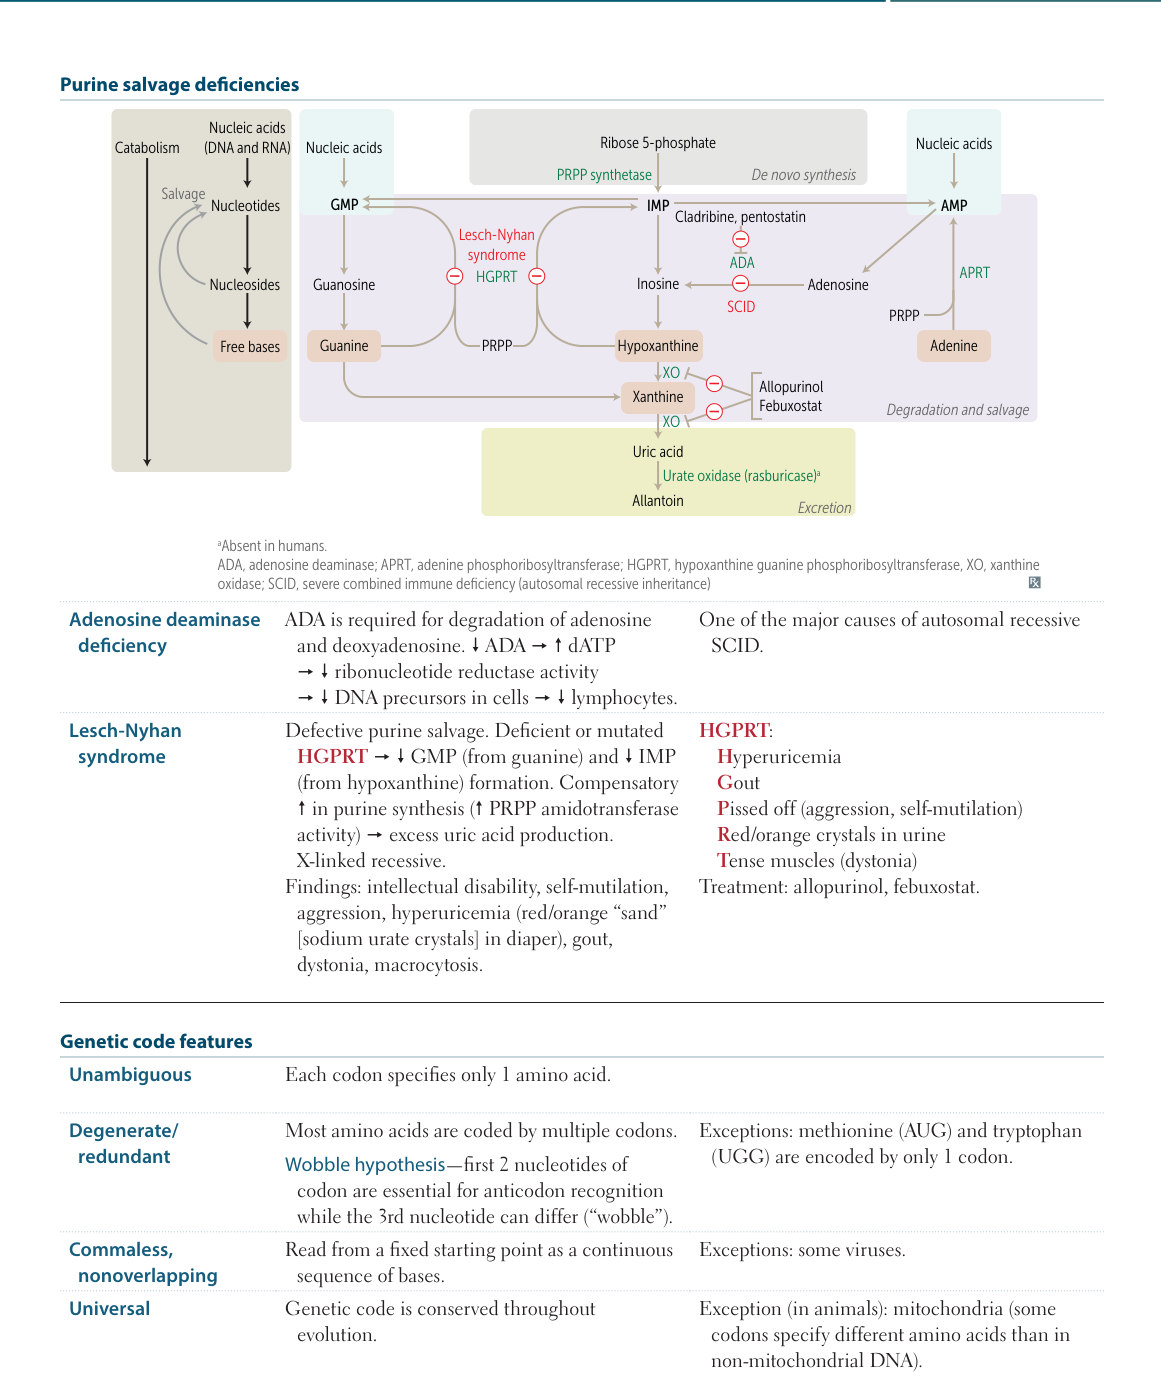 Purine salvage deficiencies
Catabolism
Nucleic acids
(DNA and RNA)
Salvage
Nucleotides
Nucleosides
Free bases
Nucleic acids
GMP
Guanosine
Guanine
Lesch-Nyhan
syndrome
HGPRT
PRPP
Ribose 5-phosphate
PRPP synthetase
De novo synthesis
IMP
Cladribine, pentostatin
ADA
Inosine
SCID
Adenosine
Hypoxanthine
XO
Xanthine
XO
Allopurinol
Febuxostat
Nucleic acids
AMP
APRT
PRPP
Adenine
Degradation and salvage
Uric acid
Urate oxidase (rasburicase)ᵃ
Allantoin
Excretion
ᵃAbsent in humans.
ADA, adenosine deaminase; APRT, adenine phosphoribosyltransferase; HGPRT, hypoxanthine guanine phosphoribosyltransferase, XO, xanthine
oxidase; SCID, severe combined immune deficiency (autosomal recessive inheritance)
Rx
Adenosine deaminase
deficiency
ADA is required for degradation of adenosine
and deoxyadenosine. ↓ ADA → ↑ dATP
→ ↓ ribonucleotide reductase activity
→ ↓ DNA precursors in cells → ↓ lymphocytes.
One of the major causes of autosomal recessive
SCID.
Lesch-Nyhan
syndrome
Defective purine salvage. Deficient or mutated
HGPRT → ↓ GMP (from guanine) and ↓ IMP
(from hypoxanthine) formation. Compensatory
↑ in purine synthesis (↑ PRPP amidotransferase
activity) → excess uric acid production.
X-linked recessive.
Findings: intellectual disability, self-mutilation,
aggression, hyperuricemia (red/orange “sand”
[sodium urate crystals] in diaper), gout,
dystonia, macrocytosis.
HGPRT:
Hyperuricemia
Gout
Pissed off (aggression, self-mutilation)
Red/orange crystals in urine
Tense muscles (dystonia)
Treatment: allopurinol, febuxostat.
Genetic code features
Unambiguous
Each codon specifies only 1 amino acid.
Degenerate/
redundant
Most amino acids are coded by multiple codons.
Wobble hypothesis—first 2 nucleotides of
codon are essential for anticodon recognition
while the 3rd nucleotide can differ (“wobble”).
Exceptions: methionine (AUG) and tryptophan
(UGG) are encoded by only 1 codon.
Commaless,
nonoverlapping
Read from a fixed starting point as a continuous
sequence of bases.
Exceptions: some viruses.
Universal
Genetic code is conserved throughout
evolution.
Exception (in animals): mitochondria (some
codons specify different amino acids than in
non-mitochondrial DNA).